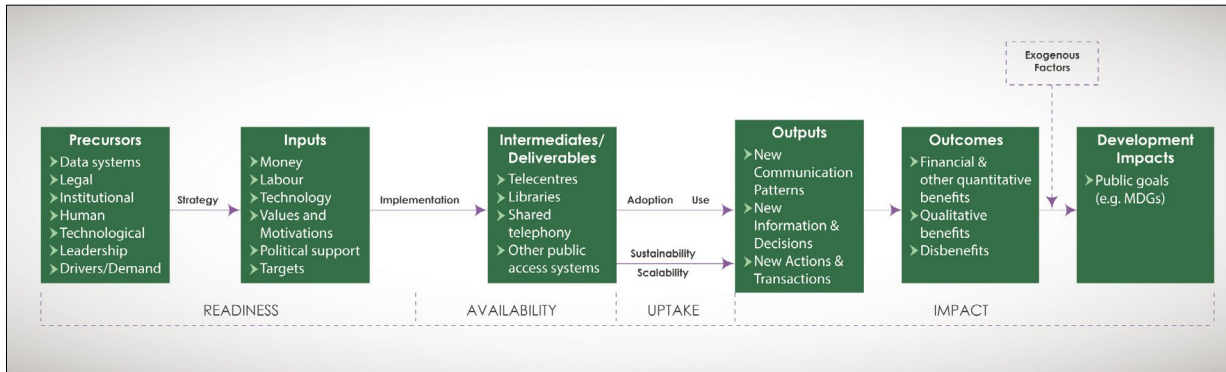 Exogenous
Factors
Precursors
Data systems
Legal
Institutional
Human
Technological
Leadership
Drivers/Demand
Strategy
Inputs
Money
Labour
Technology
Values and
Motivations
Political support
Targets
Implementation
Intermediates/
Deliverables
Telecentres
Libraries
Shared
telephony
Other public
access systems
Adoption Use
Sustainability
Scalability
Outputs
New
Communication
Patterns
New
Information &
Decisions
New Actions &
Transactions
Outcomes
Financial &
other quantitative
benefits
Qualitative
benefits
Disbenefits
Development
Impacts
Public goals
(e.g. MDGs)
READINESS
AVAILABILITY
UPTAKE
IMPACT